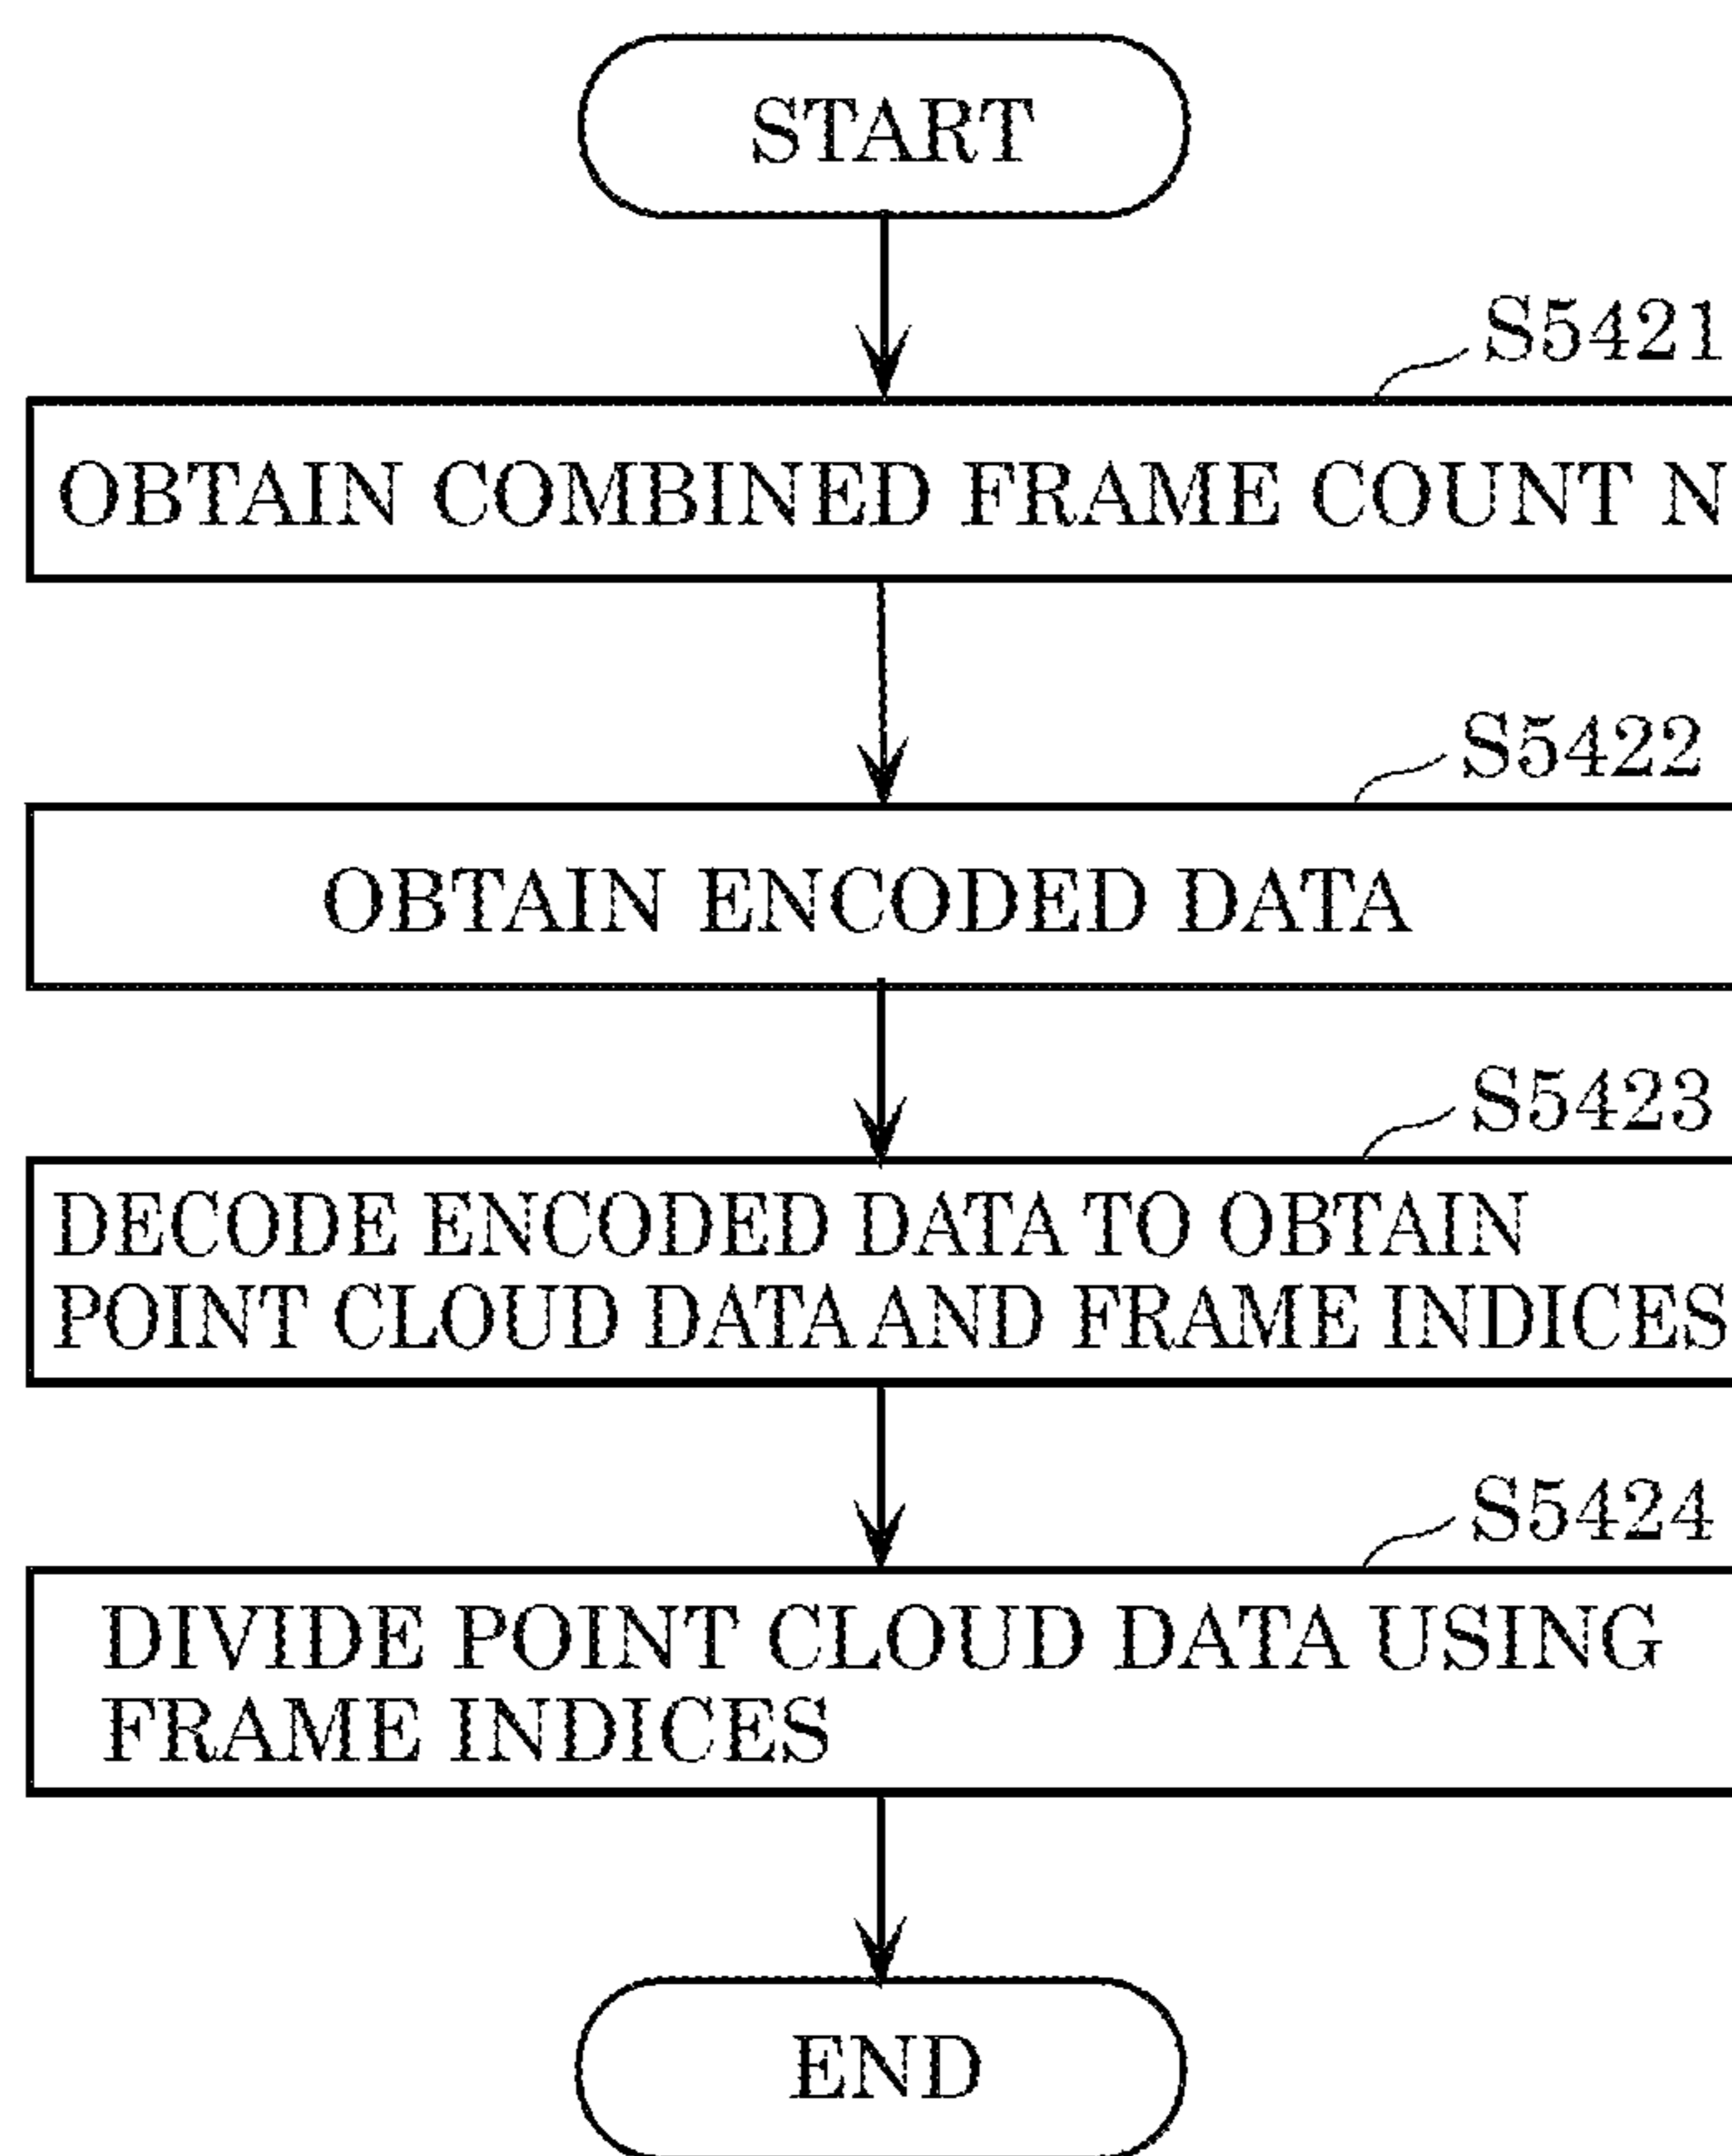 START
S5421
OBTAIN COMBINED FRAME COUNT N
S5422
OBTAIN ENCODED DATA
S5423
DECODE ENCODED DATA TO OBTAIN
POINT CLOUD DATA AND FRAME INDICES
S5424
DIVIDE POINT CLOUD DATA USING
FRAME INDICES
END